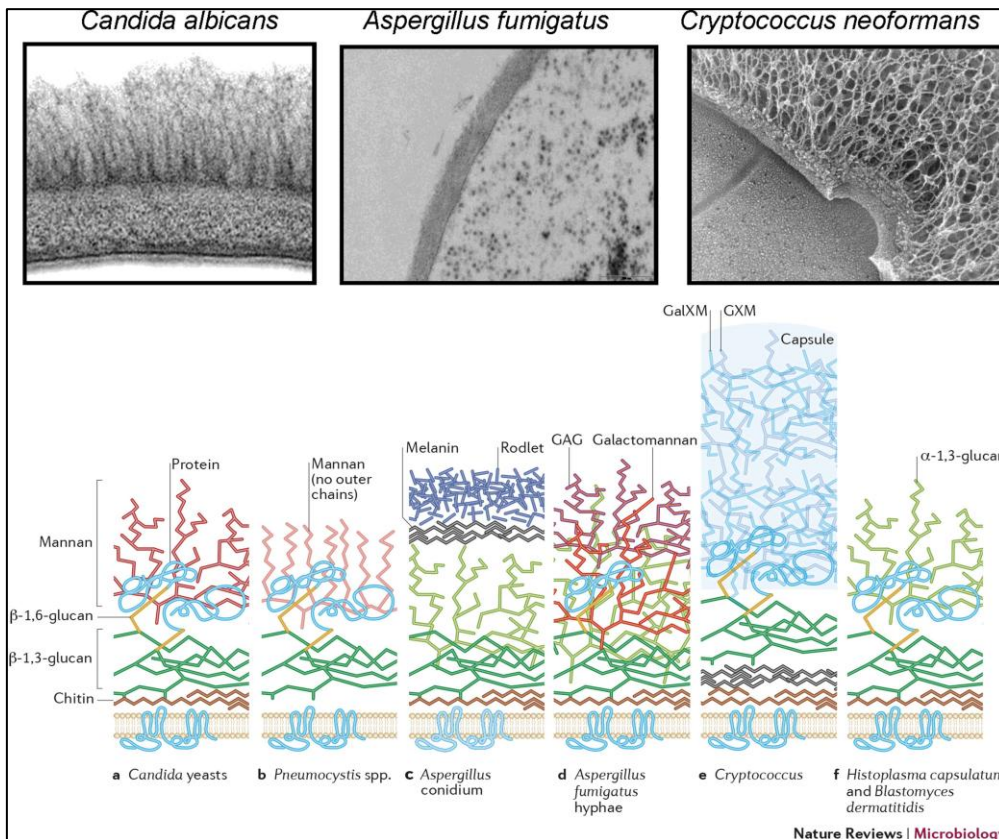 Candida albicans
Aspergillus fumigatus
Cryptococcus neoformans
GalXM
GXM
Capsule
Protein
Mannan
(no outer
chains)
Melanin
Rodlet
GAG
Galactomannan
α-1,3-glucan
Mannan
β-1,6-glucan
β-1,3-glucan
Chitin
a Candida yeasts
b Pneumocystis spp.
c Aspergillus
conidium
d Aspergillus
fumigatus
hyphae
e Cryptococcus
f Histoplasma capsulatum
and Blastomyces
dermatitidis
Nature Reviews | Microbiology